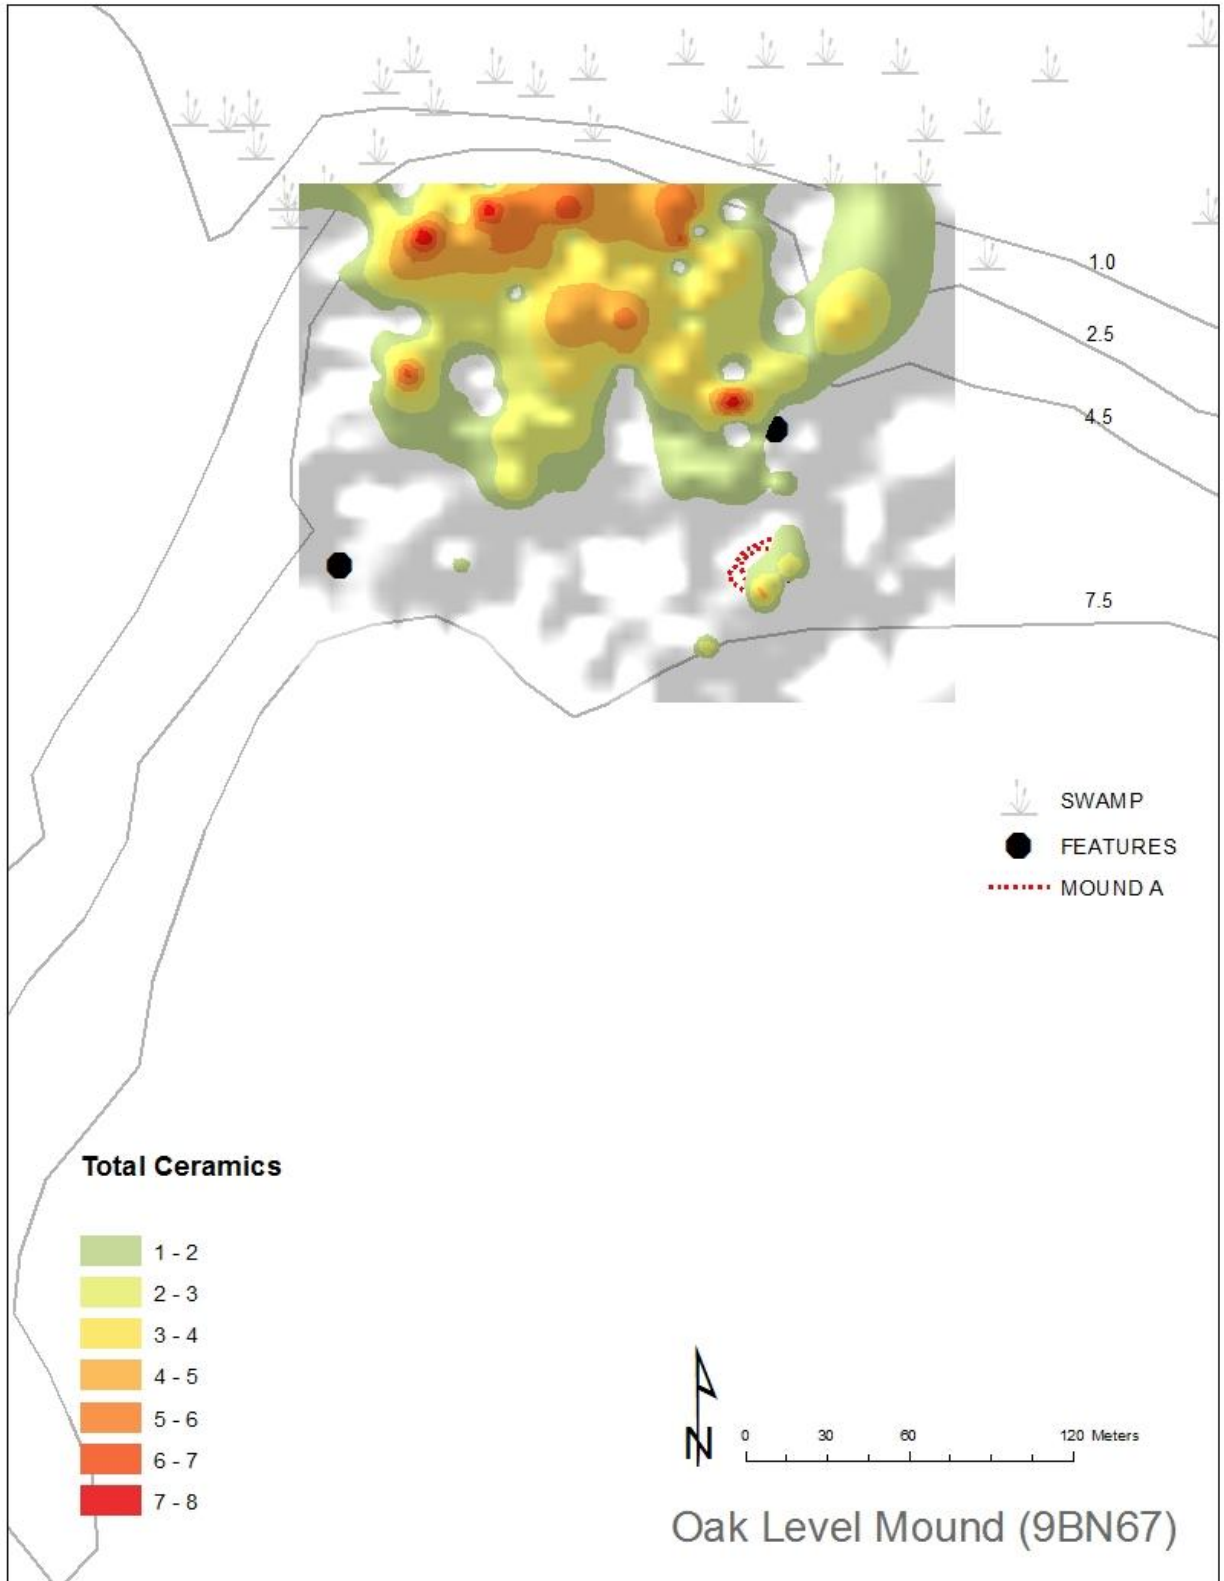 1.0
2.5
4.5
7.5
SWAMP
FEATURES
MOUND A
Total Ceramics
1 - 2
2 - 3
3 - 4
4 - 5
5 - 6
6 - 7
7 - 8
N
0 30 60 120 Meters
Oak Level Mound (9BN67)